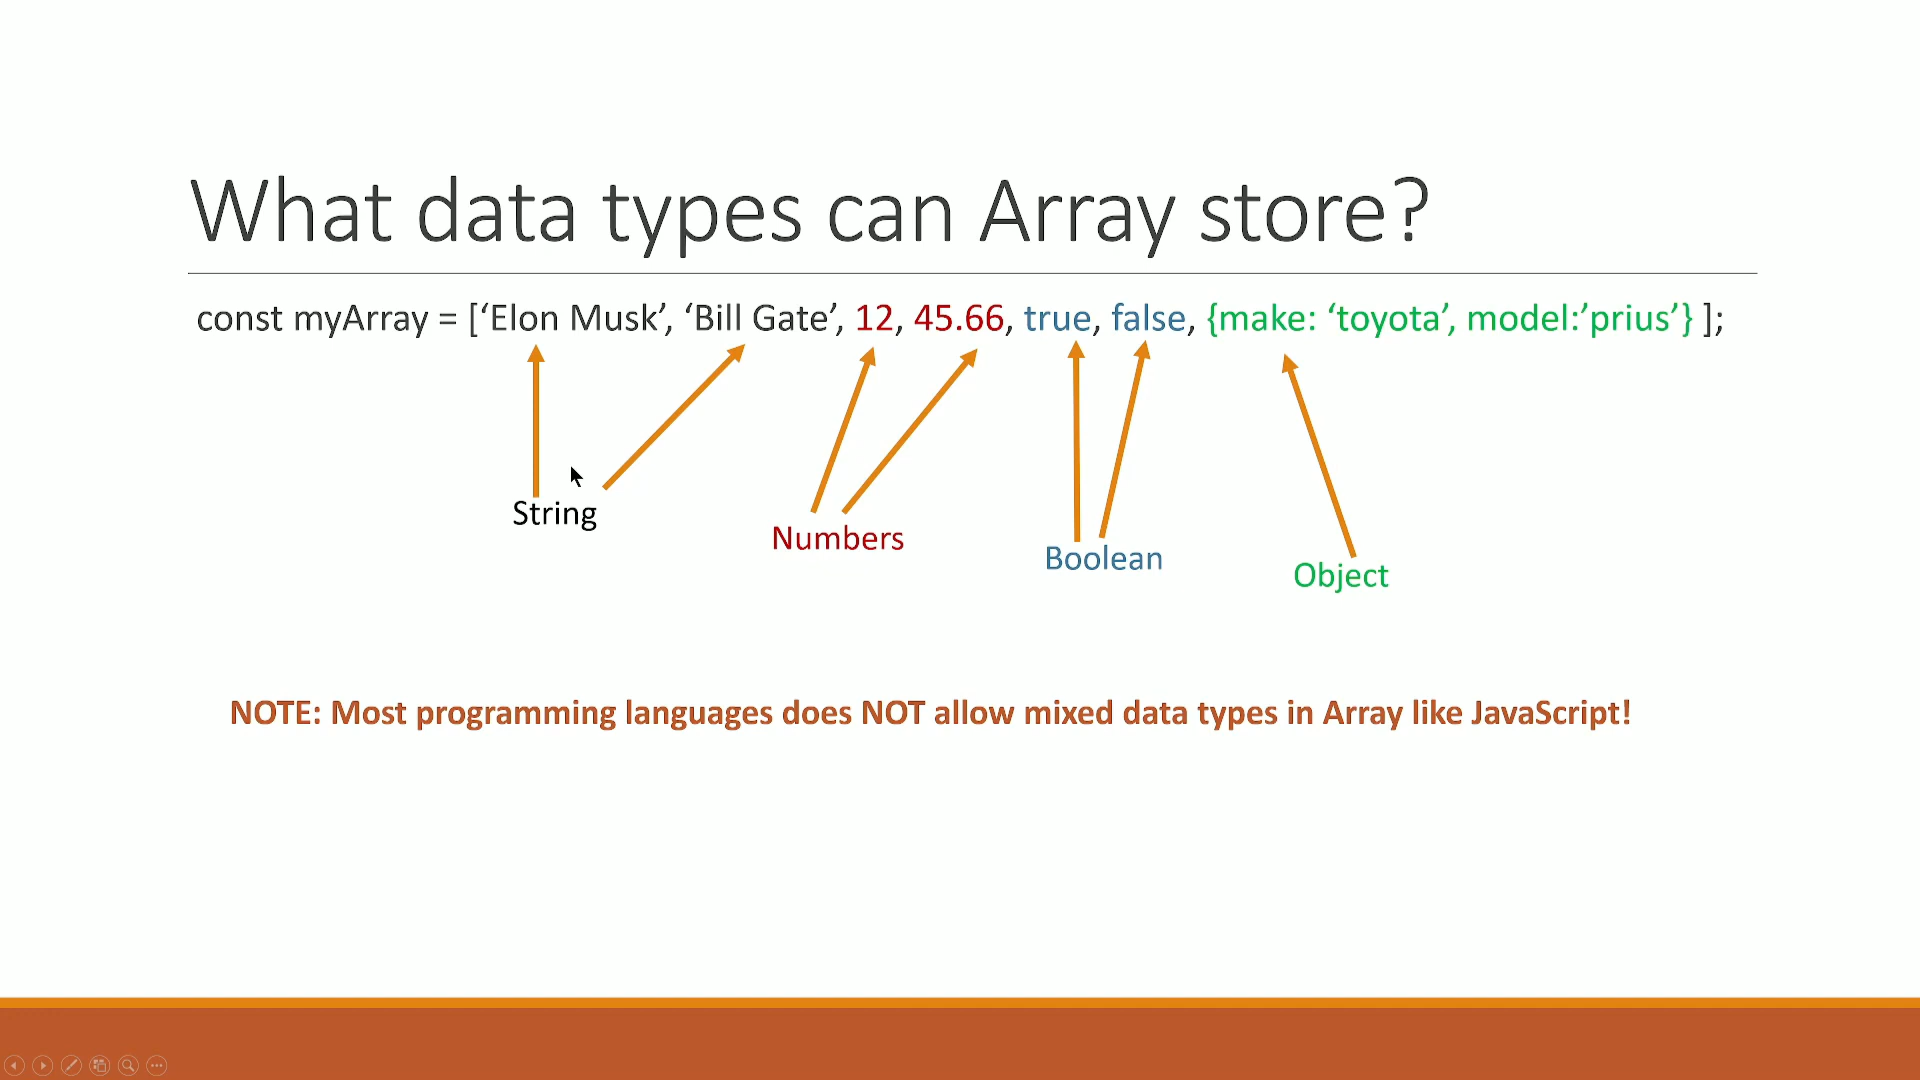 What data types can Array store?
const myArray = [‘Elon Musk’, ‘Bill Gate’, 12, 45.66, true, false, {make: ‘toyota’, model:’prius’} ];
String
Numbers
Boolean
Object
NOTE: Most programming languages does NOT allow mixed data types in Array like JavaScript!